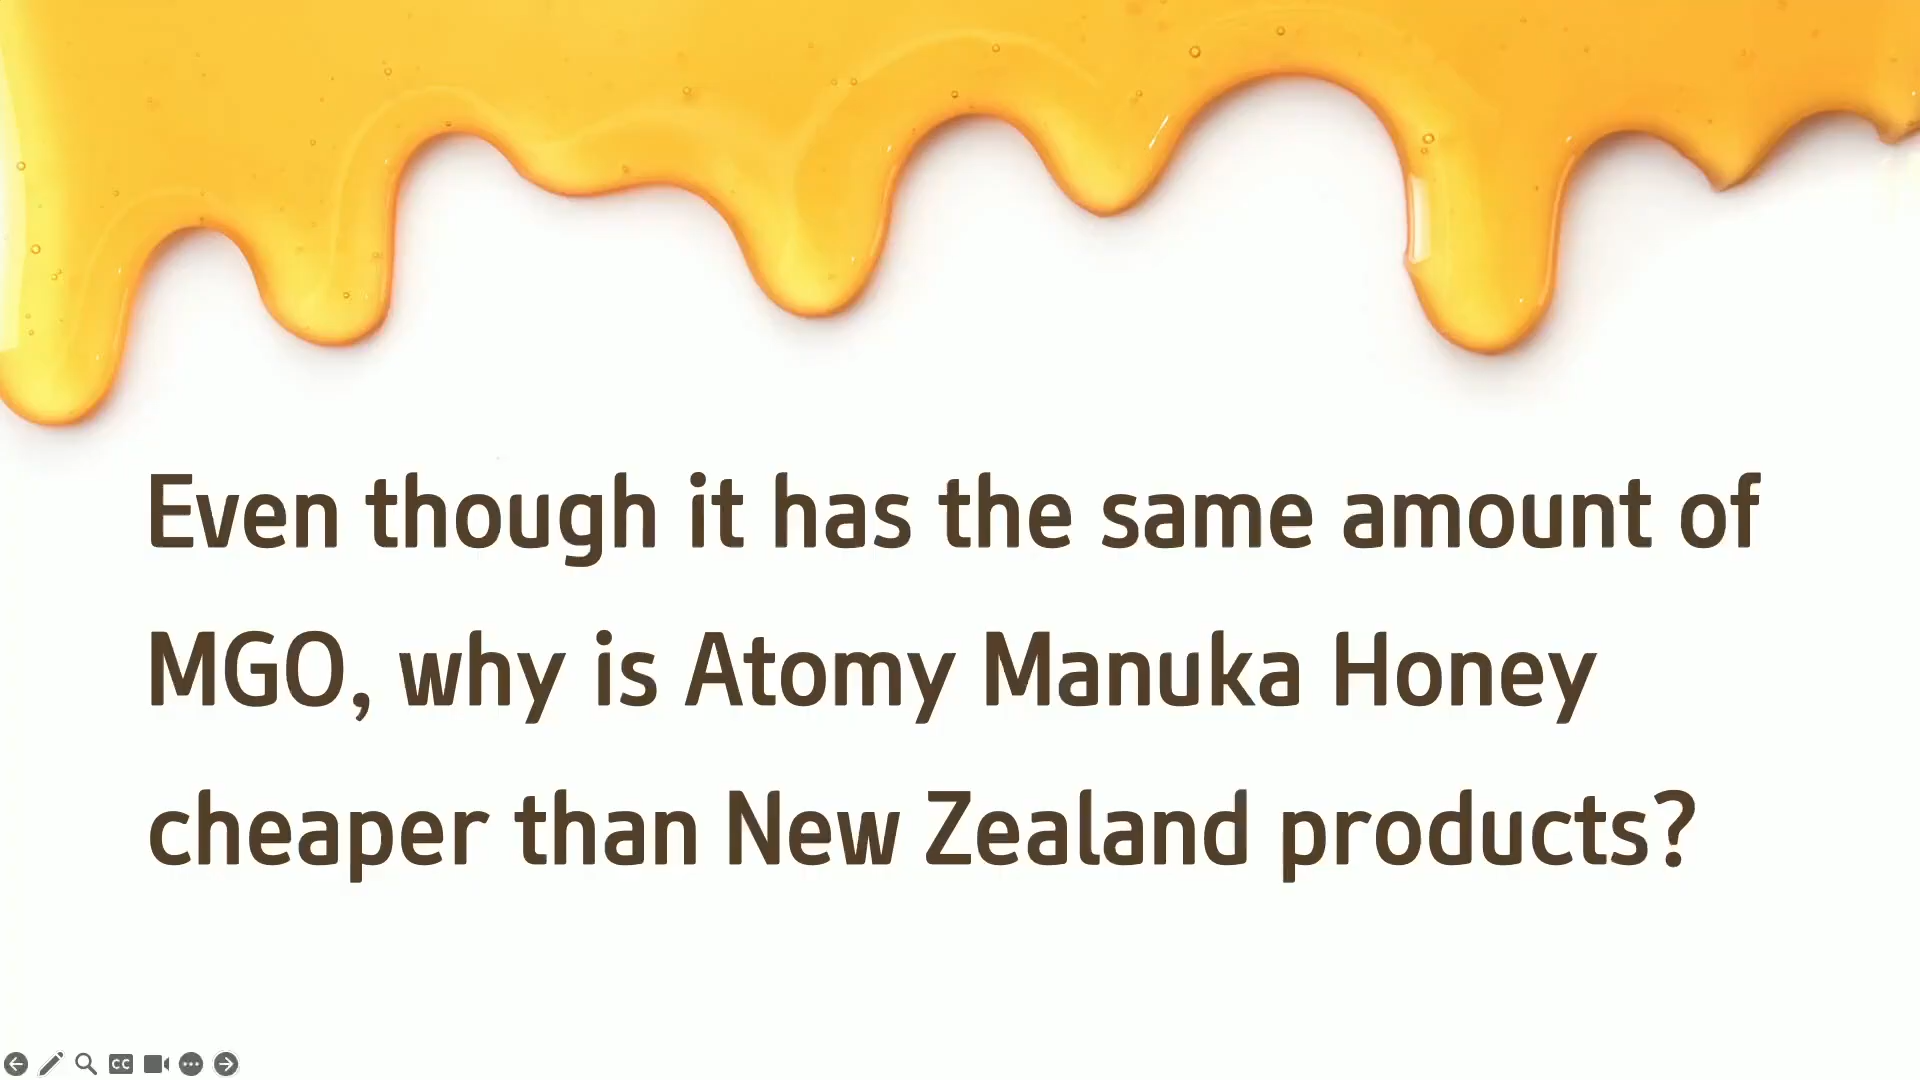 Even though it has the same amount of
MGO, why is Atomy Manuka Honey
cheaper than New Zealand products?
CC